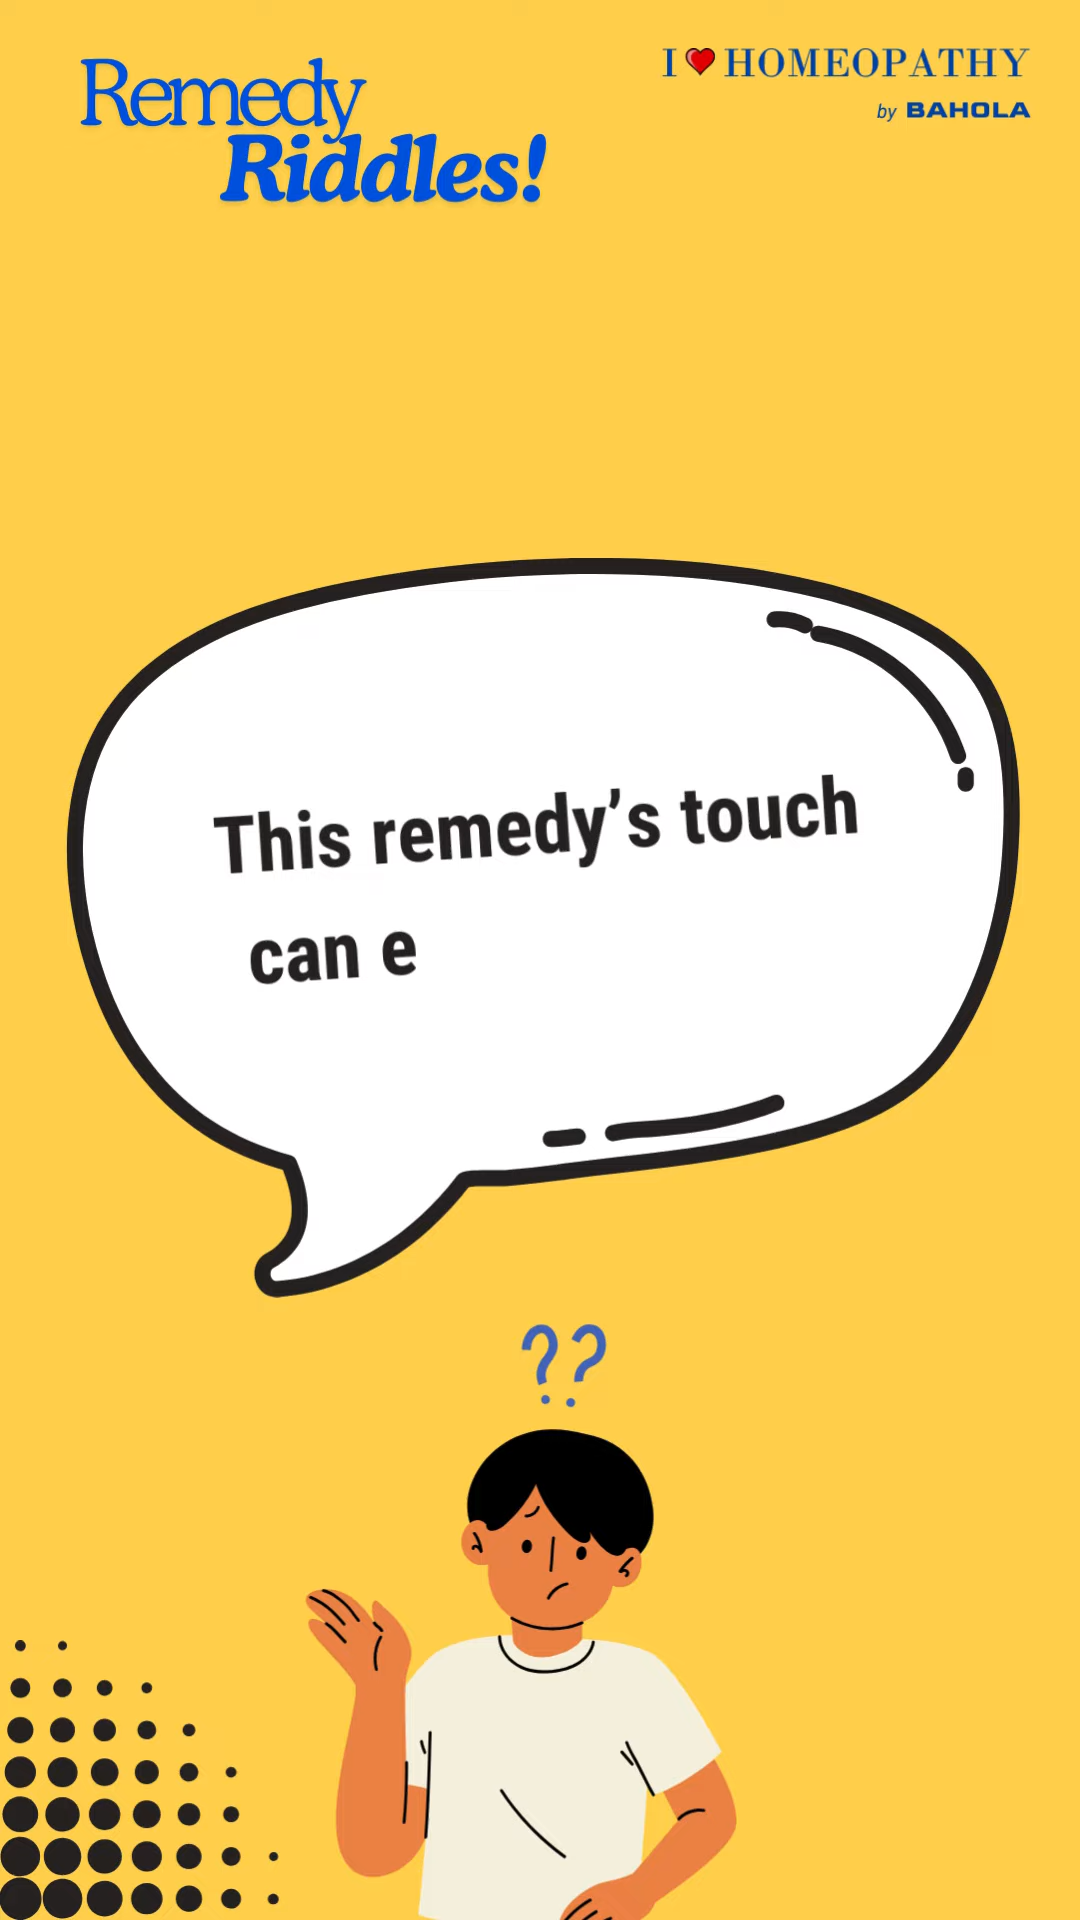 Remedy
Riddles!
I ❤ HOMEOPATHY
by BAHOLA
This remedy’s touch
can e
??